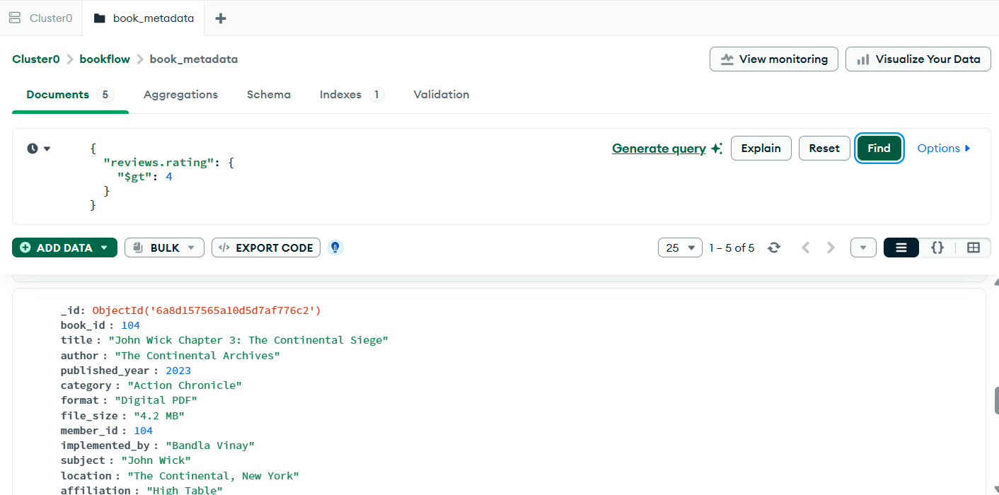 Cluster0
book_metadata
Cluster0 > bookflow > book_metadata
View monitoring
Visualize Your Data
Documents 5
Aggregations
Schema
Indexes 1
Validation
{
"reviews.rating": {
"$gt": 4
}
}
Generate query
Explain
Reset
Find
Options
ADD DATA
BULK
EXPORT CODE
25
1 – 5 of 5
{}
_id: ObjectId('6a8d157565a10d5d7af776c2')
book_id : 104
title : "John Wick Chapter 3: The Continental Siege"
author : "The Continental Archives"
published_year : 2023
category : "Action Chronicle"
format : "Digital PDF"
file_size : "4.2 MB"
member_id : 104
implemented_by : "Bandla Vinay"
subject : "John Wick"
location : "The Continental, New York"
affiliation : "High Table"